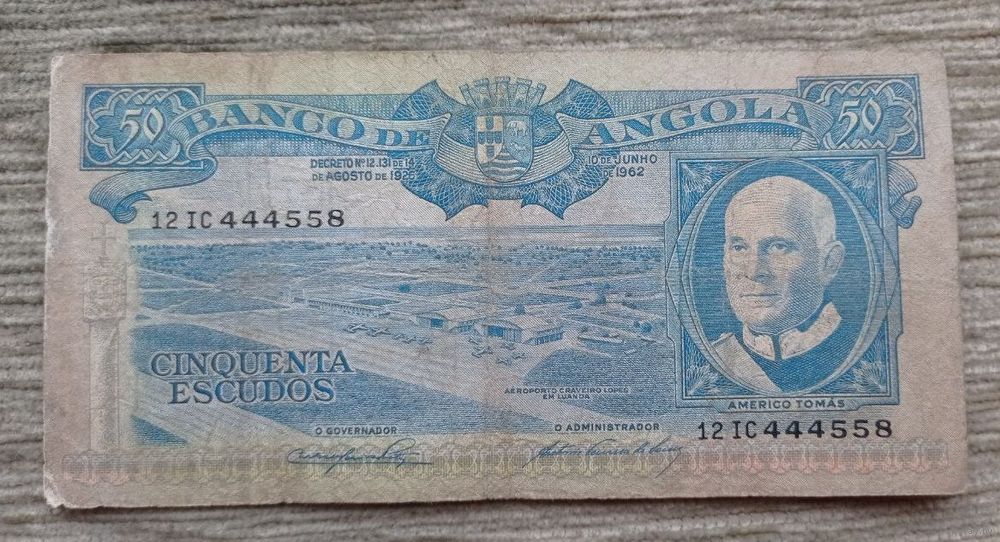 50 BANCO DE ANGOLA 50
DECRETO Nº 12.131 DE 14
DE AGOSTO DE 1926
10 DE JUNHO
DE 1962
12 IC 444558
CINQUENTA
ESCUDOS
AEROPORTO CRAVEIRO LOPES
EM LUANDA
AMERICO TOMÁS
O GOVERNADOR
O ADMINISTRADOR
12 IC 444558